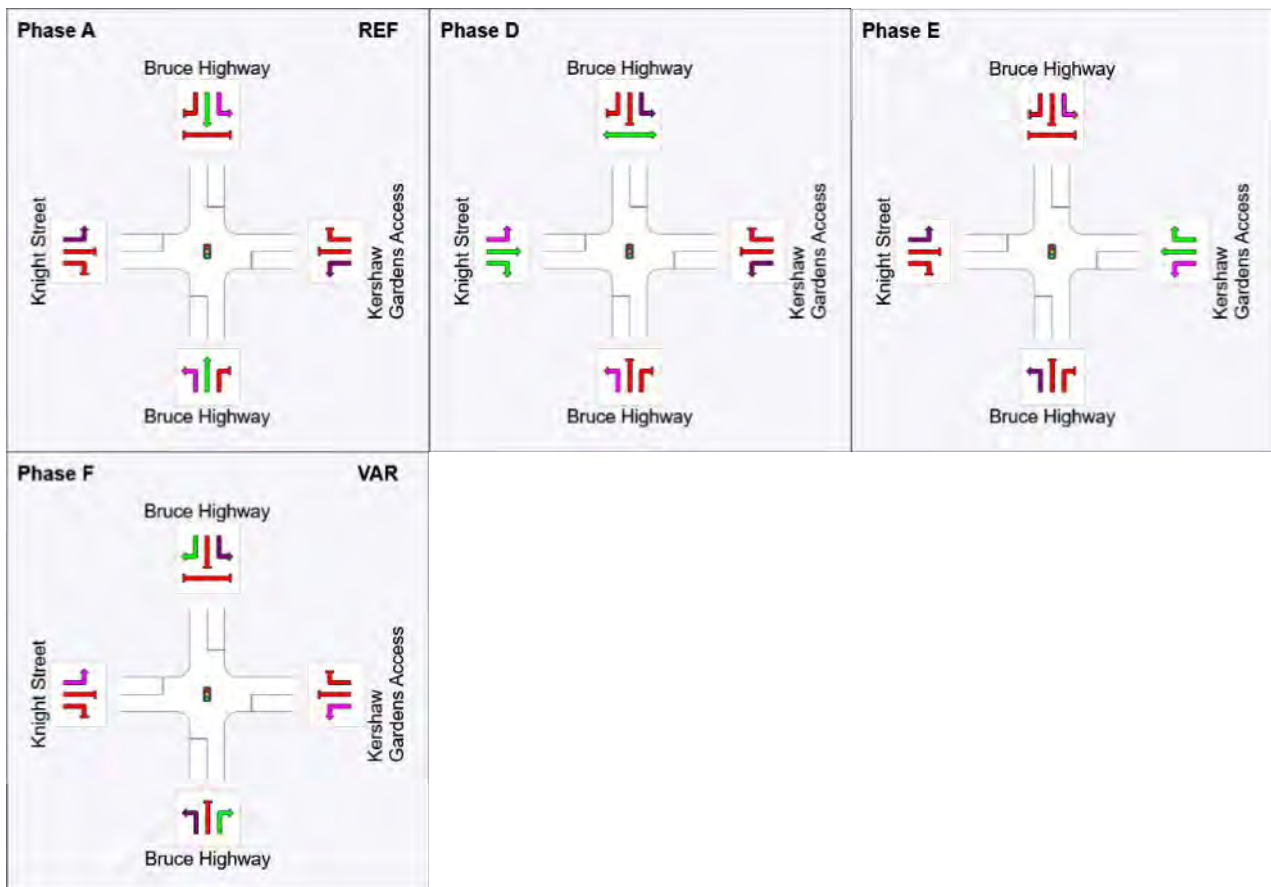 Phase A REF
Bruce Highway
Knight Street
Kershaw
Gardens Access
Bruce Highway
Phase D
Bruce Highway
Knight Street
Kershaw
Gardens Access
Bruce Highway
Phase E
Bruce Highway
Knight Street
Kershaw
Gardens Access
Bruce Highway
Phase F VAR
Bruce Highway
Knight Street
Kershaw
Gardens Access
Bruce Highway